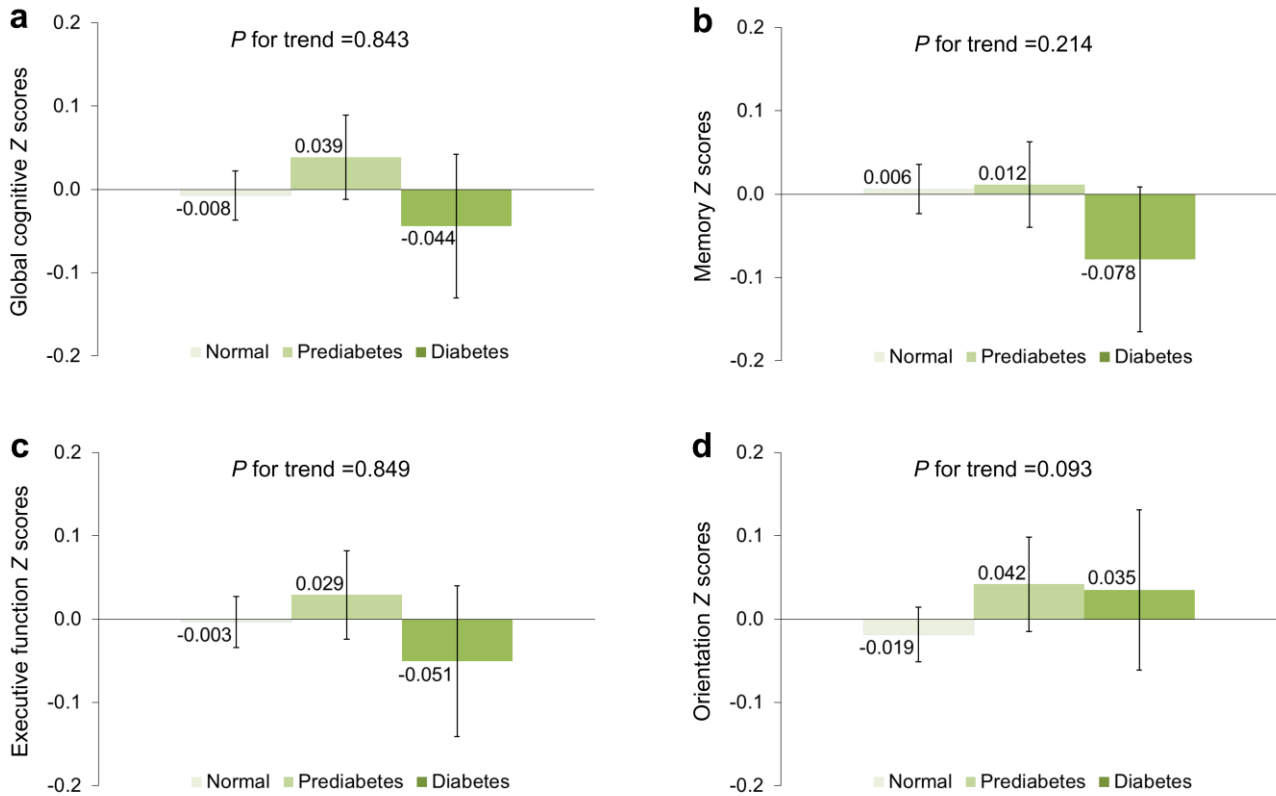 a
P for trend =0.843
Global cognitive Z scores
0.2
0.1
0.0
-0.1
-0.2
-0.008
0.039
-0.044
Normal Prediabetes Diabetes
b
P for trend =0.214
Memory Z scores
0.2
0.1
0.0
-0.1
-0.2
0.006
0.012
-0.078
Normal Prediabetes Diabetes
c
P for trend =0.849
Executive function Z scores
0.2
0.1
0.0
-0.1
-0.2
-0.003
0.029
-0.051
Normal Prediabetes Diabetes
d
P for trend =0.093
Orientation Z scores
0.2
0.1
0.0
-0.1
-0.2
-0.019
0.042
0.035
Normal Prediabetes Diabetes